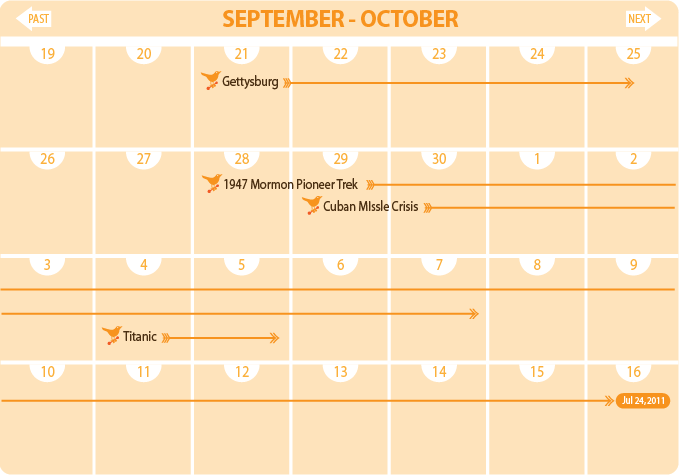 PAST
SEPTEMBER - OCTOBER
NEXT
19 20 21 22 23 24 25
Gettysburg
26 27 28 29 30 1 2
1947 Mormon Pioneer Trek
Cuban MIssle Crisis
3 4 5 6 7 8 9
Titanic
10 11 12 13 14 15 16
Jul 24, 2011